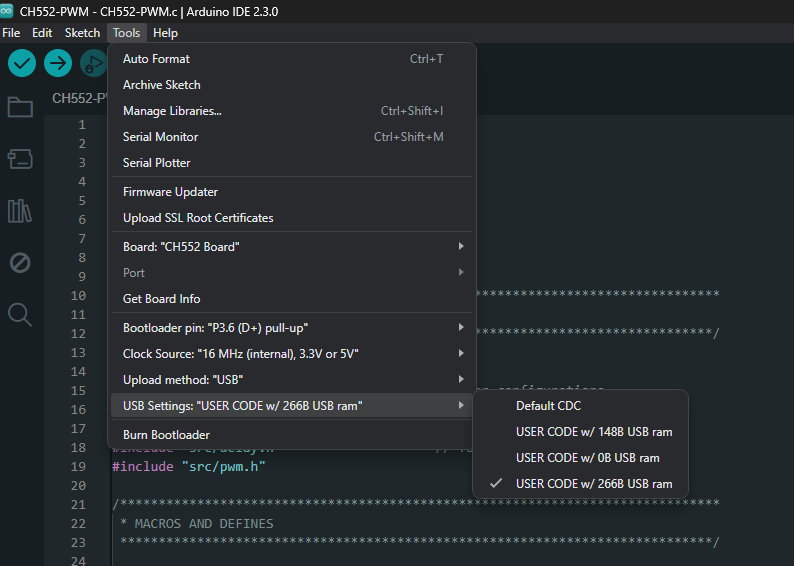 CH552-PWM - CH552-PWM.c | Arduino IDE 2.3.0
File Edit Sketch Tools Help
Auto Format Ctrl+T
CH552-P
Archive Sketch
Manage Libraries... Ctrl+Shift+I
Serial Monitor Ctrl+Shift+M
Serial Plotter
Firmware Updater
Upload SSL Root Certificates
Board: "CH552 Board"
Port
Get Board Info
Bootloader pin: "P3.6 (D+) pull-up"
Clock Source: "16 MHz (internal), 3.3V or 5V"
Upload method: "USB"
USB Settings: "USER CODE w/ 266B USB ram"
Burn Bootloader
Default CDC
USER CODE w/ 148B USB ram
USER CODE w/ 0B USB ram
USER CODE w/ 266B USB ram
1
2
3
4
5
6
7
8
9
10 ********************************
11
12 *******************************/
13
14
15 configurations
16
17
18 #include "src/delay.h" //
19 #include "src/pwm.h"
20
21 /******************************************************************************
22 * MACROS AND DEFINES
23 ******************************************************************************/
24